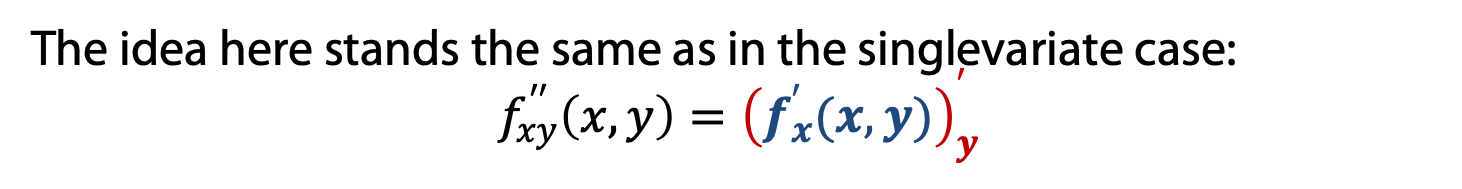 The idea here stands the same as in the singlevariate case:
f''xy(x, y) = (f'x(x, y))'y